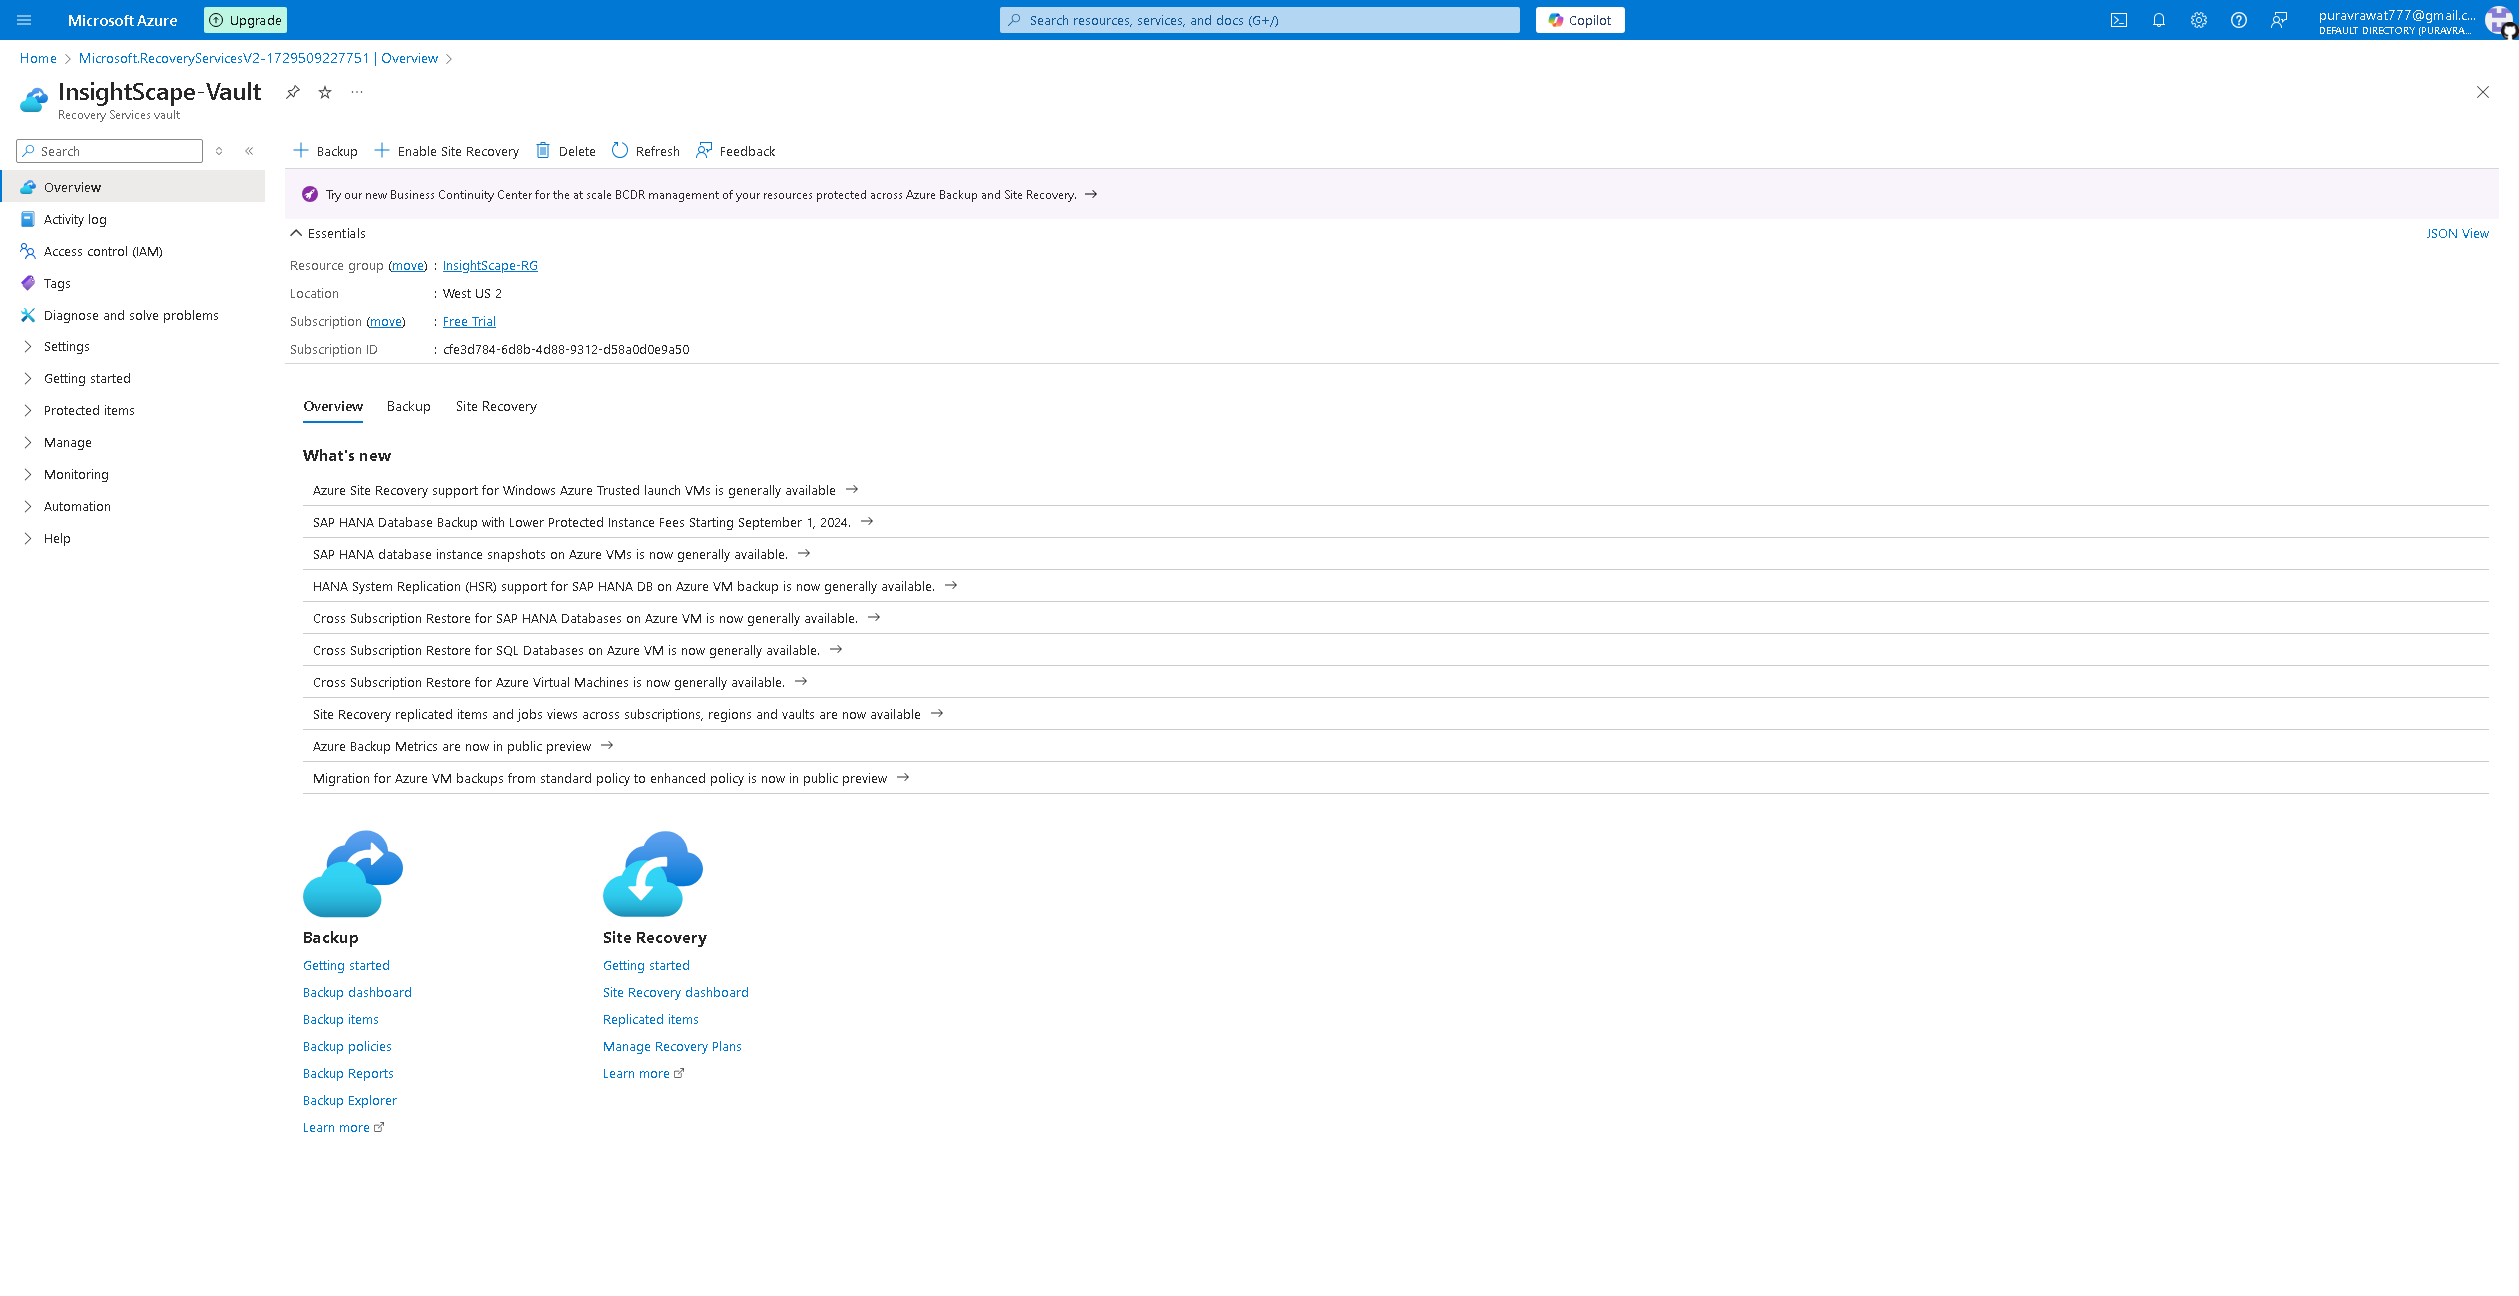 Microsoft Azure
Upgrade
Search resources, services, and docs (G+/)
Copilot
puravrawat777@gmail.c...
DEFAULT DIRECTORY (PURAVRA...
Home > Microsoft.RecoveryServicesV2-1729509227751 | Overview >
InsightScape-Vault
...
Recovery Services vault
Search
Backup
Enable Site Recovery
Delete
Refresh
Feedback
Overview
Activity log
Access control (IAM)
Tags
Diagnose and solve problems
Settings
Getting started
Protected items
Manage
Monitoring
Automation
Help
Try our new Business Continuity Center for the at scale BCDR management of your resources protected across Azure Backup and Site Recovery. →
Essentials
JSON View
Resource group (move) : InsightScape-RG
Location : West US 2
Subscription (move) : Free Trial
Subscription ID : cfe3d784-6d8b-4d88-9312-d58a0d0e9a50
Overview
Backup
Site Recovery
What's new
Azure Site Recovery support for Windows Azure Trusted launch VMs is generally available →
SAP HANA Database Backup with Lower Protected Instance Fees Starting September 1, 2024. →
SAP HANA database instance snapshots on Azure VMs is now generally available. →
HANA System Replication (HSR) support for SAP HANA DB on Azure VM backup is now generally available. →
Cross Subscription Restore for SAP HANA Databases on Azure VM is now generally available. →
Cross Subscription Restore for SQL Databases on Azure VM is now generally available. →
Cross Subscription Restore for Azure Virtual Machines is now generally available. →
Site Recovery replicated items and jobs views across subscriptions, regions and vaults are now available →
Azure Backup Metrics are now in public preview →
Migration for Azure VM backups from standard policy to enhanced policy is now in public preview →
Backup
Getting started
Backup dashboard
Backup items
Backup policies
Backup Reports
Backup Explorer
Learn more
Site Recovery
Getting started
Site Recovery dashboard
Replicated items
Manage Recovery Plans
Learn more